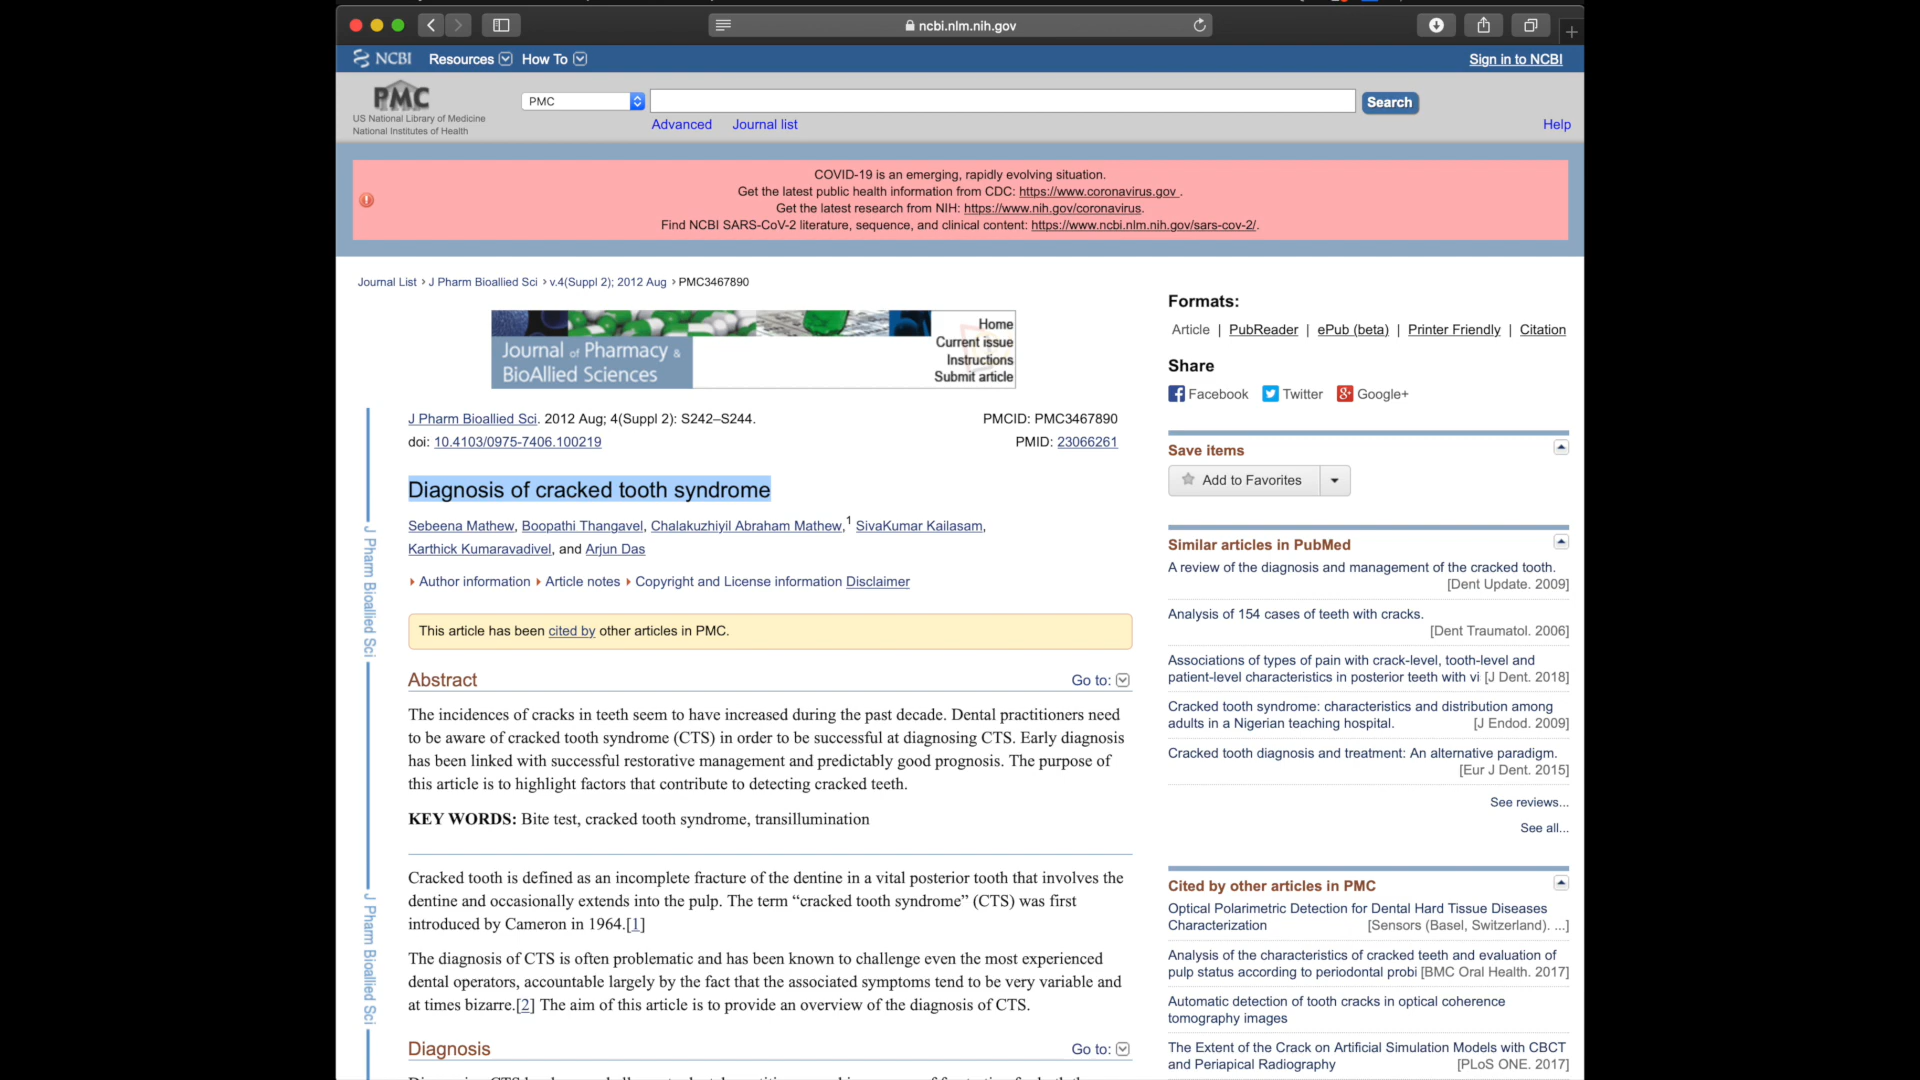 ncbi.nlm.nih.gov
NCBI Resources How To Sign in to NCBI
PMC
US National Library of Medicine
National Institutes of Health
PMC Search
Advanced Journal list Help
COVID-19 is an emerging, rapidly evolving situation.
Get the latest public health information from CDC: https://www.coronavirus.gov .
Get the latest research from NIH: https://www.nih.gov/coronavirus.
Find NCBI SARS-CoV-2 literature, sequence, and clinical content: https://www.ncbi.nlm.nih.gov/sars-cov-2/.
Journal List > J Pharm Bioallied Sci > v.4(Suppl 2); 2012 Aug > PMC3467890
Journal of Pharmacy &
BioAllied Sciences
Home
Current issue
Instructions
Submit article
J Pharm Bioallied Sci. 2012 Aug; 4(Suppl 2): S242–S244. PMCID: PMC3467890
doi: 10.4103/0975-7406.100219 PMID: 23066261
Diagnosis of cracked tooth syndrome
Sebeena Mathew, Boopathi Thangavel, Chalakuzhiyil Abraham Mathew,1 SivaKumar Kailasam,
Karthick Kumaravadivel, and Arjun Das
Author information Article notes Copyright and License information Disclaimer
This article has been cited by other articles in PMC.
Abstract Go to:
The incidences of cracks in teeth seem to have increased during the past decade. Dental practitioners need
to be aware of cracked tooth syndrome (CTS) in order to be successful at diagnosing CTS. Early diagnosis
has been linked with successful restorative management and predictably good prognosis. The purpose of
this article is to highlight factors that contribute to detecting cracked teeth.
KEY WORDS: Bite test, cracked tooth syndrome, transillumination
Cracked tooth is defined as an incomplete fracture of the dentine in a vital posterior tooth that involves the
dentine and occasionally extends into the pulp. The term “cracked tooth syndrome” (CTS) was first
introduced by Cameron in 1964.[1]
The diagnosis of CTS is often problematic and has been known to challenge even the most experienced
dental operators, accountable largely by the fact that the associated symptoms tend to be very variable and
at times bizarre.[2] The aim of this article is to provide an overview of the diagnosis of CTS.
Diagnosis Go to:
J Pharm Bioallied Sci
J Pharm Bioallied Sci
Formats:
Article | PubReader | ePub (beta) | Printer Friendly | Citation
Share
Facebook Twitter Google+
Save items
Add to Favorites
Similar articles in PubMed
A review of the diagnosis and management of the cracked tooth.
[Dent Update. 2009]
Analysis of 154 cases of teeth with cracks.
[Dent Traumatol. 2006]
Associations of types of pain with crack-level, tooth-level and
patient-level characteristics in posterior teeth with vi [J Dent. 2018]
Cracked tooth syndrome: characteristics and distribution among
adults in a Nigerian teaching hospital. [J Endod. 2009]
Cracked tooth diagnosis and treatment: An alternative paradigm.
[Eur J Dent. 2015]
See reviews...
See all...
Cited by other articles in PMC
Optical Polarimetric Detection for Dental Hard Tissue Diseases
Characterization [Sensors (Basel, Switzerland). ...]
Analysis of the characteristics of cracked teeth and evaluation of
pulp status according to periodontal probi [BMC Oral Health. 2017]
Automatic detection of tooth cracks in optical coherence
tomography images
The Extent of the Crack on Artificial Simulation Models with CBCT
and Periapical Radiography [PLoS ONE. 2017]